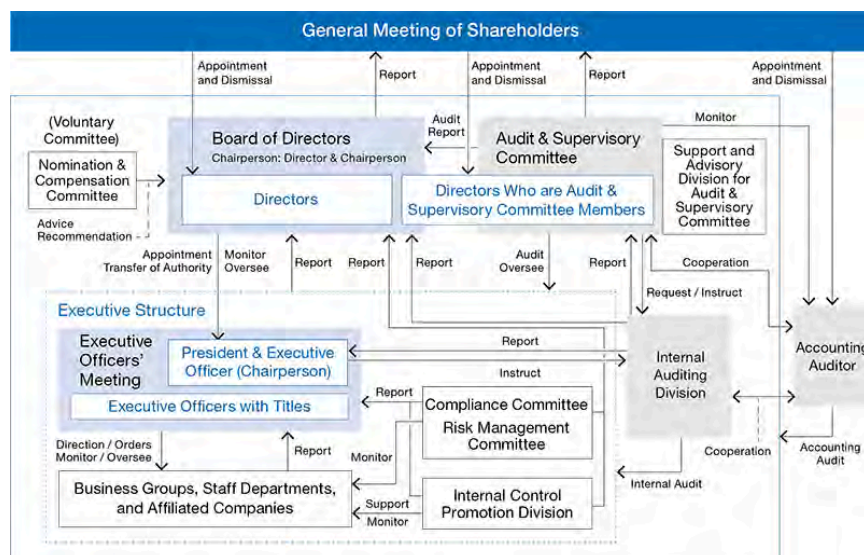 General Meeting of Shareholders
Appointment
and Dismissal
Report
Appointment
and Dismissal
Report
Appointment
and Dismissal
(Voluntary
Committee)
Nomination &
Compensation
Committee
Advice
Recommendation
Board of Directors
Chairperson: Director & Chairperson
Directors
Audit
Report
Audit & Supervisory
Committee
Directors Who are Audit &
Supervisory Committee Members
Monitor
Support and
Advisory
Division for
Audit &
Supervisory
Committee
Appointment
Transfer of Authority
Monitor
Oversee
Report
Report
Report
Audit
Oversee
Report
Cooperation
Request / Instruct
Executive Structure
Executive
Officers'
Meeting
President & Executive
Officer (Chairperson)
Executive Officers with Titles
Report
Instruct
Internal
Auditing
Division
Accounting
Auditor
Report
Compliance Committee
Risk Management
Committee
Direction / Orders
Monitor / Oversee
Report
Monitor
Cooperation
Accounting
Audit
Business Groups, Staff Departments,
and Affiliated Companies
Support
Monitor
Internal Control
Promotion Division
Internal Audit